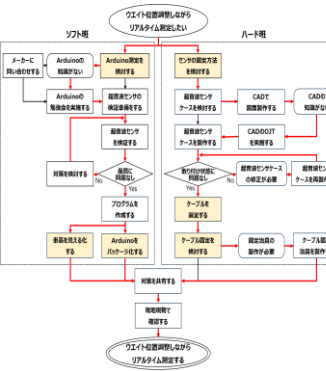 ウエイト位置調整しながら
リアルタイム測定したい
ソフト班
ハード班
メーカーに
問い合わせする
Arduinoの
知識がない
Arduino測定を
検討する
センサの固定方法
を検討する
Arduinoの
勉強会を実施する
超音波センサの
検証準備をする
超音波センサ
ケースを検討する
CADで
図面製作する
CADの
知識がな
超音波センサ
を検証する
超音波センサ
ケースを製作する
CADのOJT
を実施する
対策を検討する
No
問題なし
Yes
取り付け状態に
問題なし
No
Yes
超音波センサケース
の修正が必要
超音波セン
ケースを再製作
プログラムを
作成する
ケーブルを
選定する
を見える化
する
Arduinoを
パッケージ化する
ケーブル固定を
検討する
固定治具の
製作が必要
ケーブル固
治具を製作
対策を共有する
現地現物で
確認する
ウエイト位置調整しながら
リアルタイム測定する